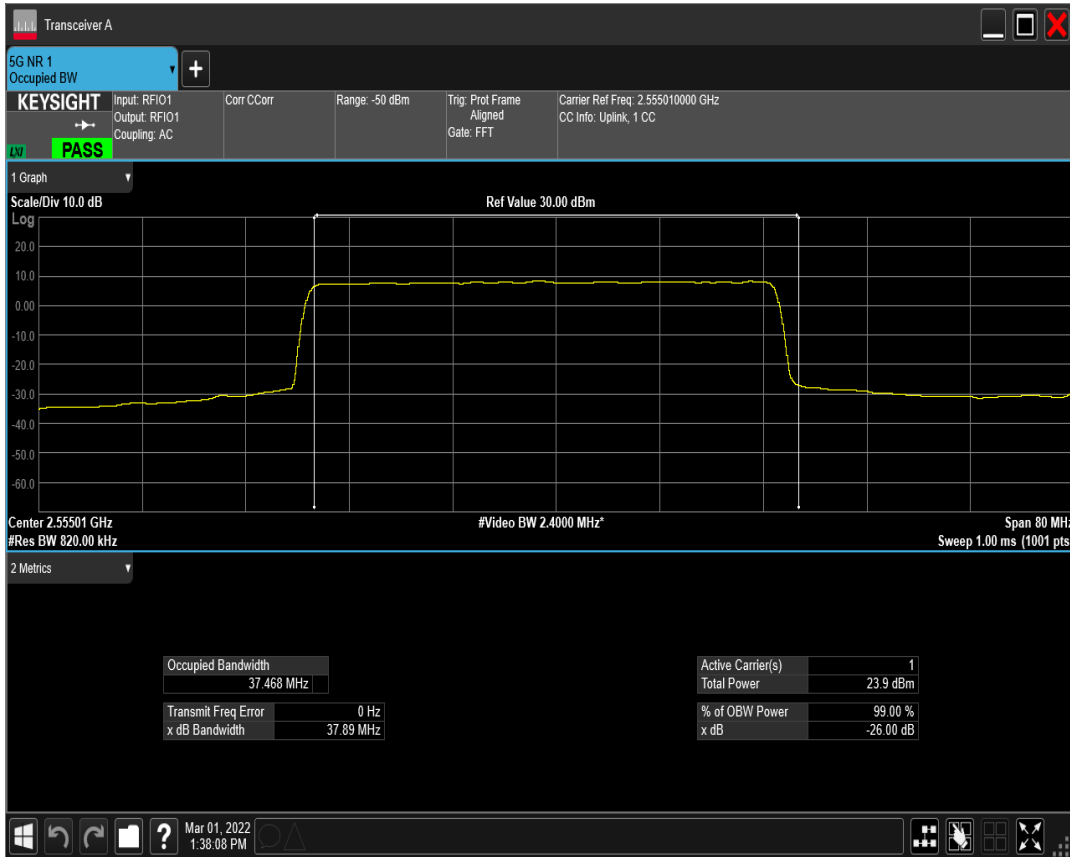 Transceiver A
5G NR 1
Occupied BW
+
KEYSIGHT
LXI
PASS
Input: RFIO1
Output: RFIO1
Coupling: AC
Corr CCorr
Range: -50 dBm
Trig: Prot Frame
Aligned
Gate: FFT
Carrier Ref Freq: 2.555010000 GHz
CC Info: Uplink, 1 CC
1 Graph
Scale/Div 10.0 dB
Ref Value 30.00 dBm
Log
20.0
10.0
0.00
-10.0
-20.0
-30.0
-40.0
-50.0
-60.0
Center 2.55501 GHz
#Video BW 2.4000 MHz*
Span 80 MHz
#Res BW 820.00 kHz
Sweep 1.00 ms (1001 pts
2 Metrics
Occupied Bandwidth
37.468 MHz
Transmit Freq Error 0 Hz
x dB Bandwidth 37.89 MHz
Active Carrier(s) 1
Total Power 23.9 dBm
% of OBW Power 99.00 %
x dB -26.00 dB
?
Mar 01, 2022
1:38:08 PM